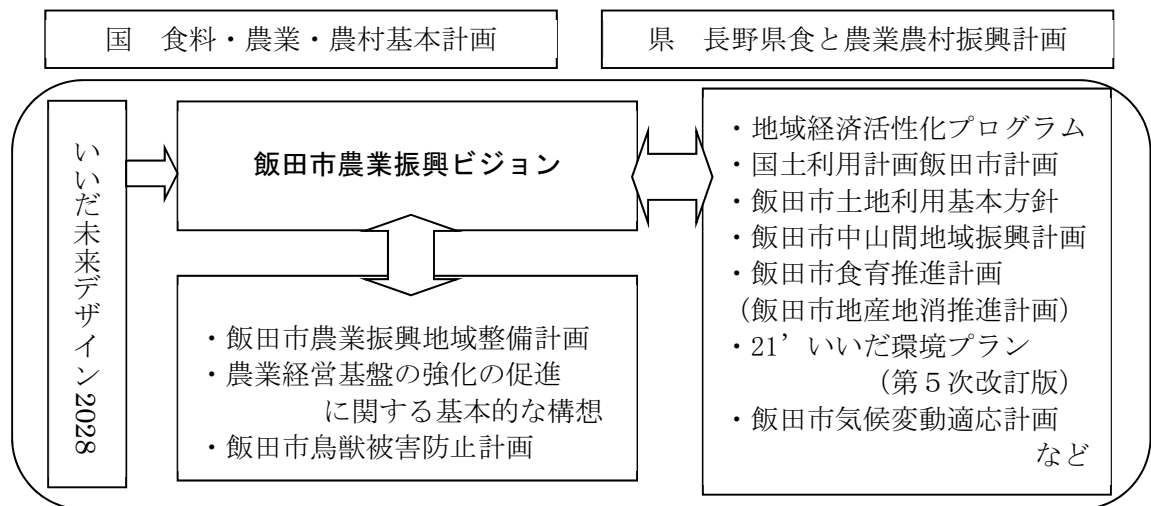 国　食料・農業・農村基本計画
県　長野県食と農業農村振興計画
いいだ未来デザイン2028
飯田市農業振興ビジョン
・飯田市農業振興地域整備計画
・農業経営基盤の強化の促進
に関する基本的な構想
・飯田市鳥獣被害防止計画
・地域経済活性化プログラム
・国土利用計画飯田市計画
・飯田市土地利用基本方針
・飯田市中山間地域振興計画
・飯田市食育推進計画
（飯田市地産地消推進計画）
・21’いいだ環境プラン
（第５次改訂版）
・飯田市気候変動適応計画
など